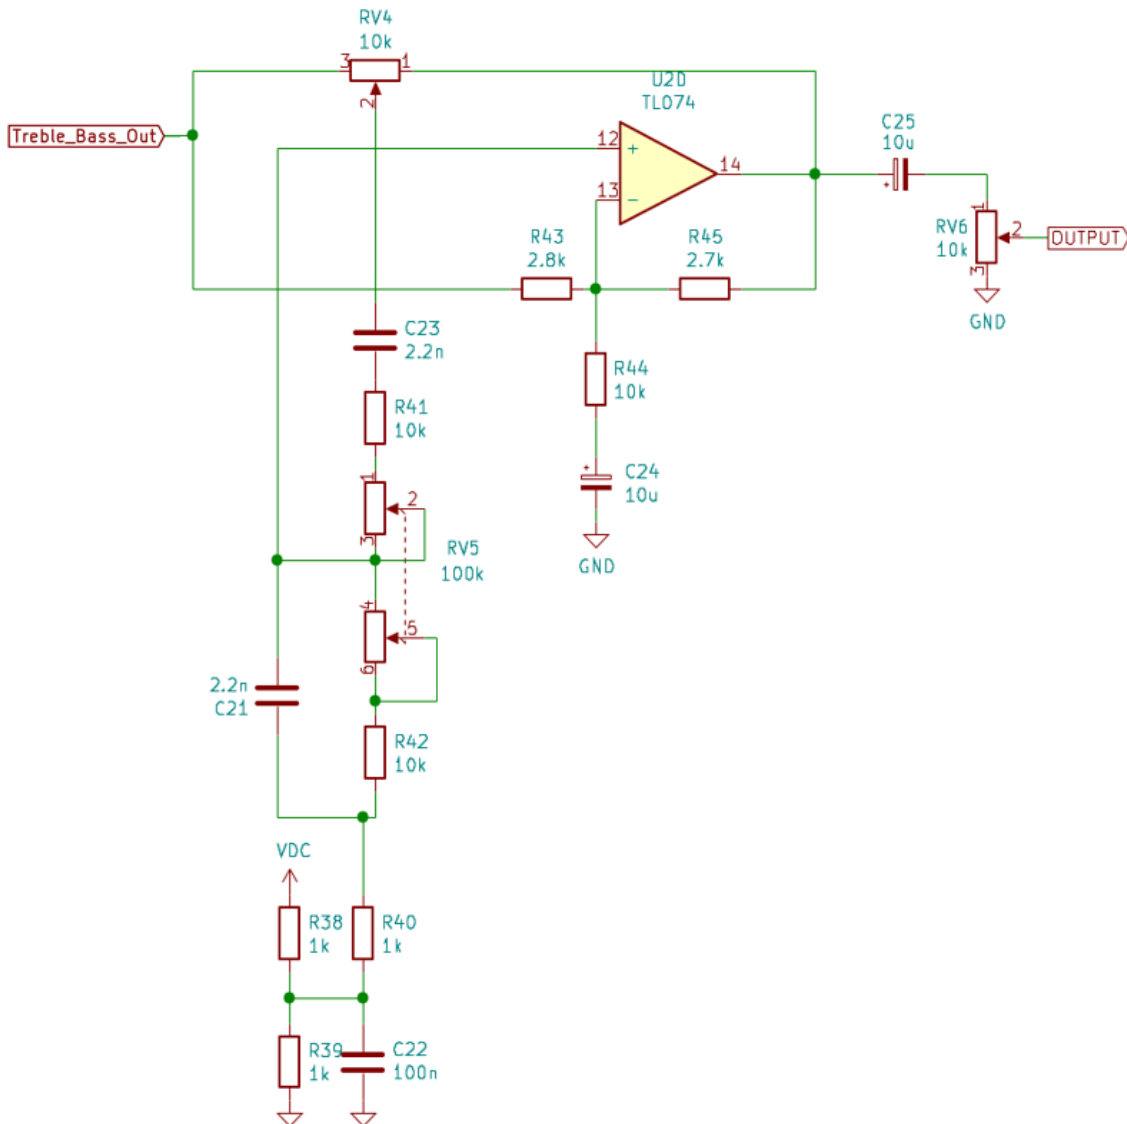 RV4
10k
3
1
2
U2D
TL074
Treble_Bass_Out
12
+
14
13
−
C25
10u
+
1
RV6
10k
2
OUTPUT
3
GND
R43
2.8k
R45
2.7k
C23
2.2n
R44
10k
R41
10k
+
C24
10u
1
2
3
GND
RV5
100k
4
5
6
2.2n
C21
R42
10k
VDC
R38
1k
R40
1k
R39
1k
C22
100n